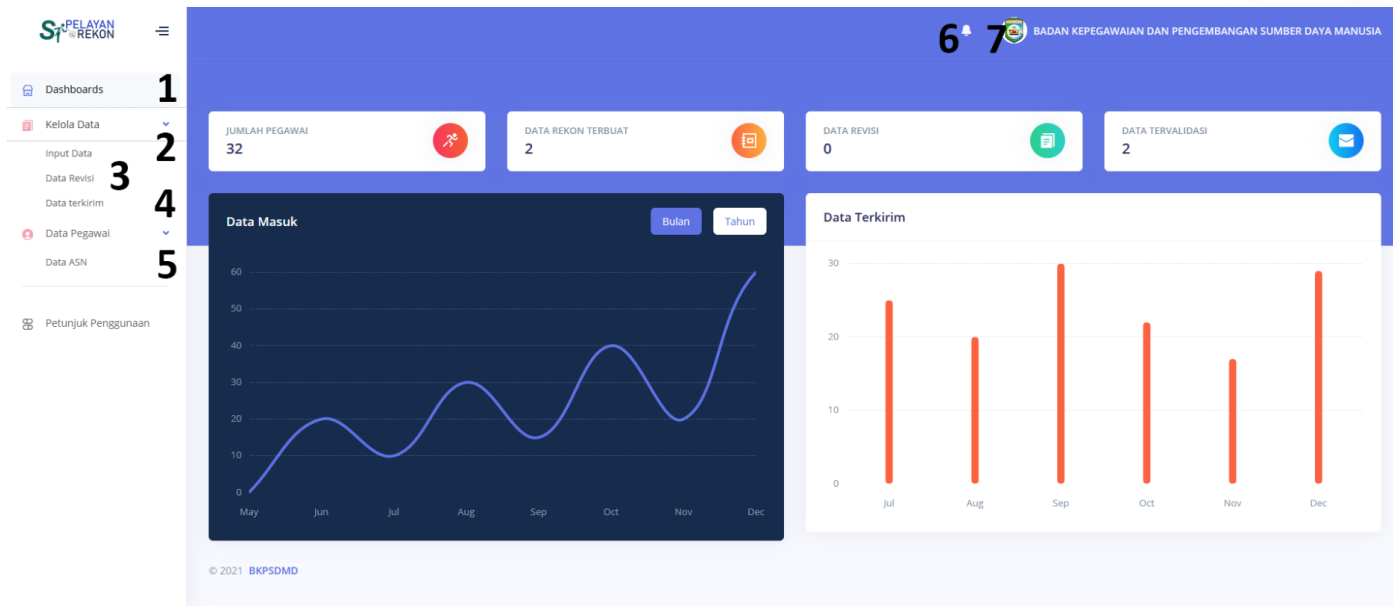 Si PELAYAN
REKON
6
7
BADAN KEPEGAWAIAN DAN PENGEMBANGAN SUMBER DAYA MANUSIA
Dashboards
1
Kelola Data
2
Input Data
Data Revisi
3
Data terkirim
4
Data Pegawai
Data ASN
5
Petunjuk Penggunaan
JUMLAH PEGAWAI
32
DATA REKON TERBUAT
2
DATA REVISI
0
DATA TERVALIDASI
2
Data Masuk
Bulan
Tahun
60
50
40
30
20
10
0
May Jun Jul Aug Sep Oct Nov Dec
Data Terkirim
30
20
10
0
Jul Aug Sep Oct Nov Dec
© 2021 BKPSDMD